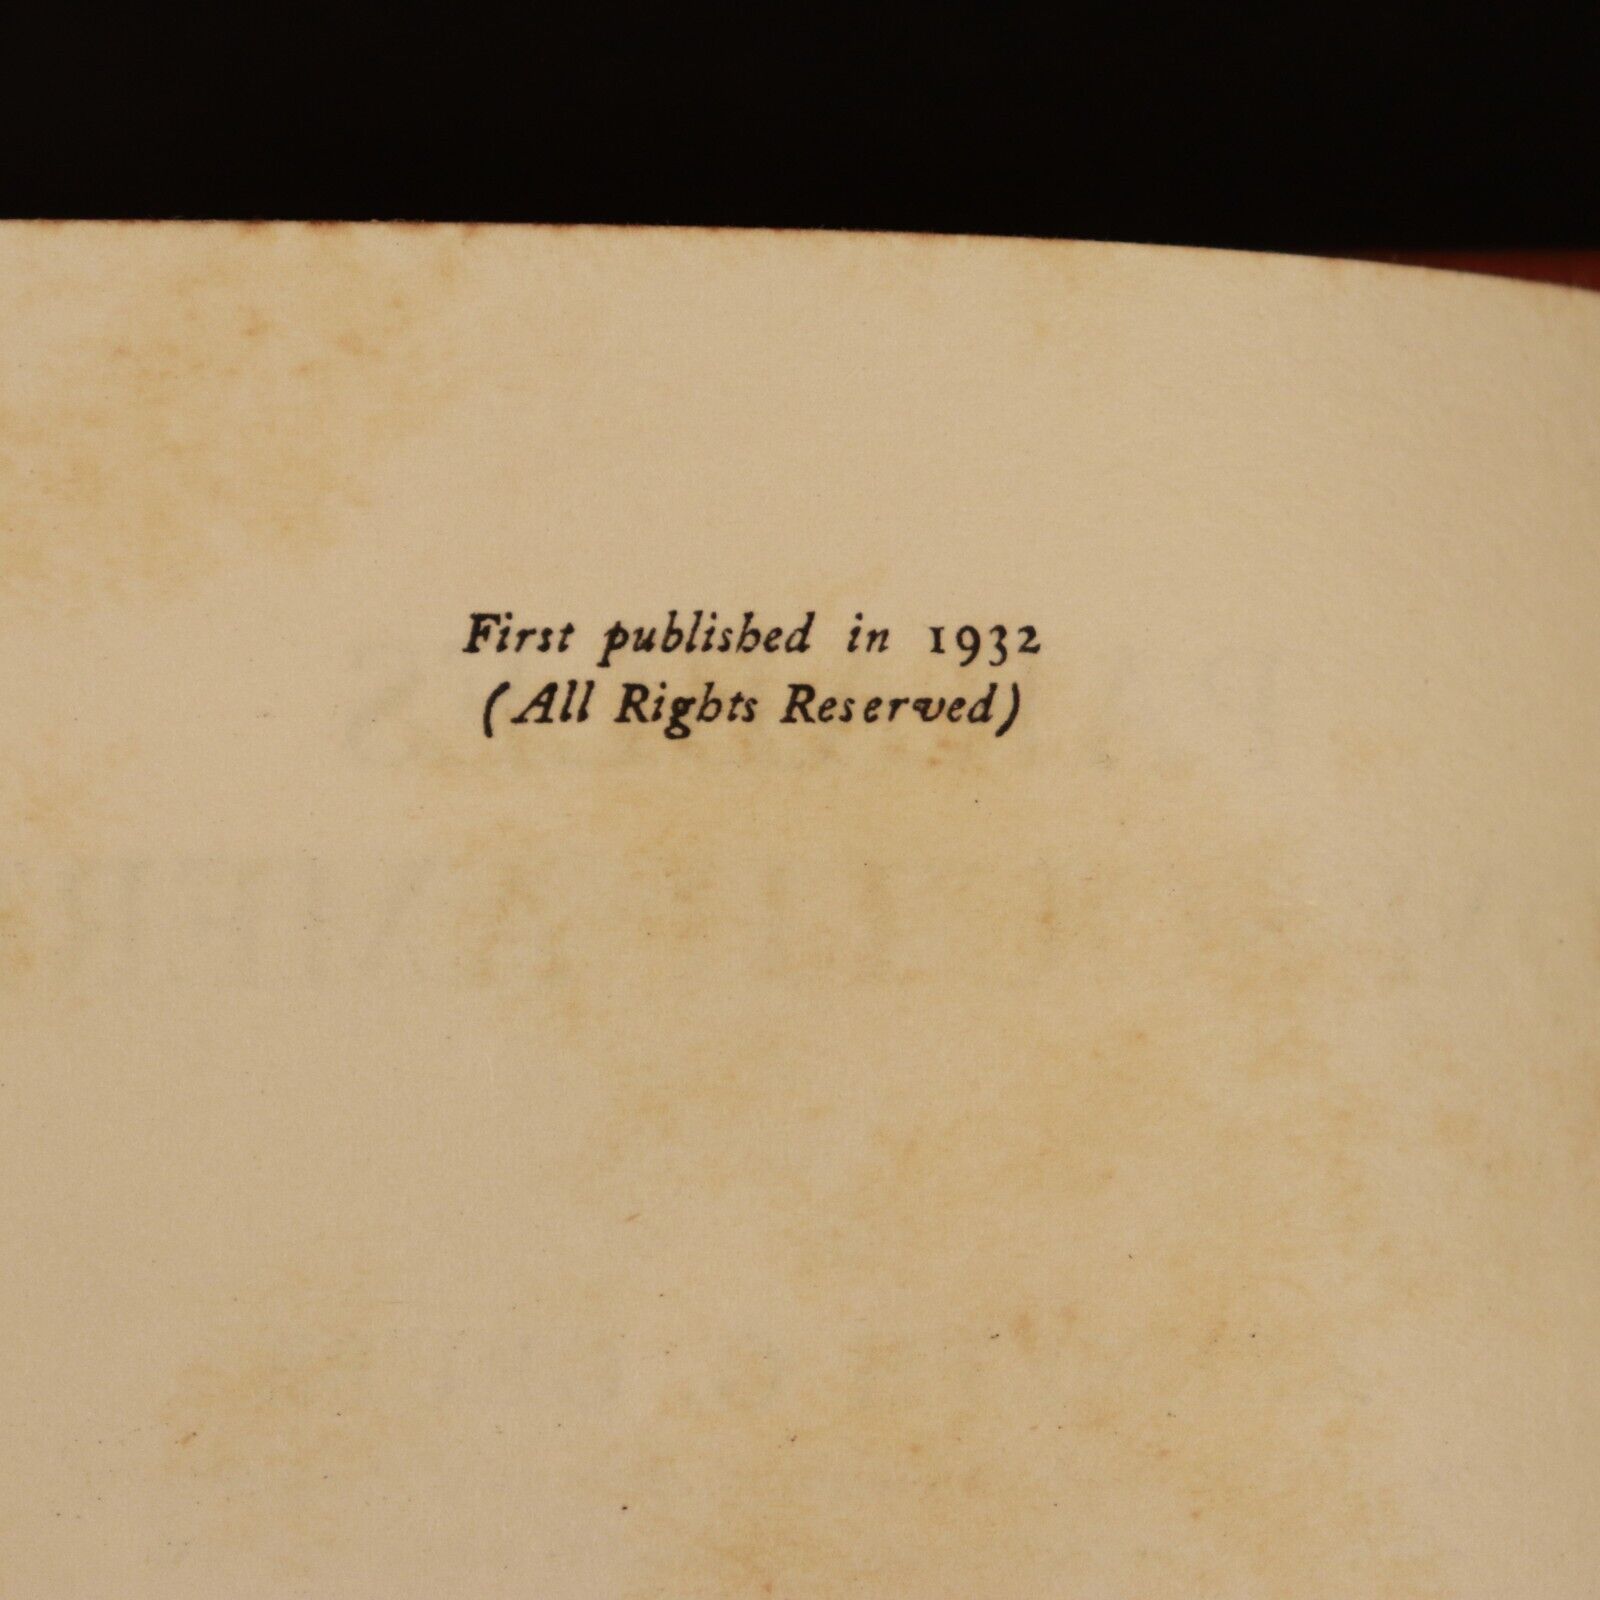 First published in 1932
(All Rights Reserved)